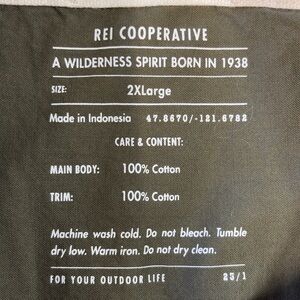 REI COOPERATIVE
A WILDERNESS SPIRIT BORN IN 1938
SIZE: 2XLarge
Made in Indonesia 47.8670/-121.6782
CARE & CONTENT:
MAIN BODY: 100% Cotton
TRIM: 100% Cotton
Machine wash cold. Do not bleach. Tumble
dry low. Warm iron. Do not dry clean.
FOR YOUR OUTDOOR LIFE 25/1